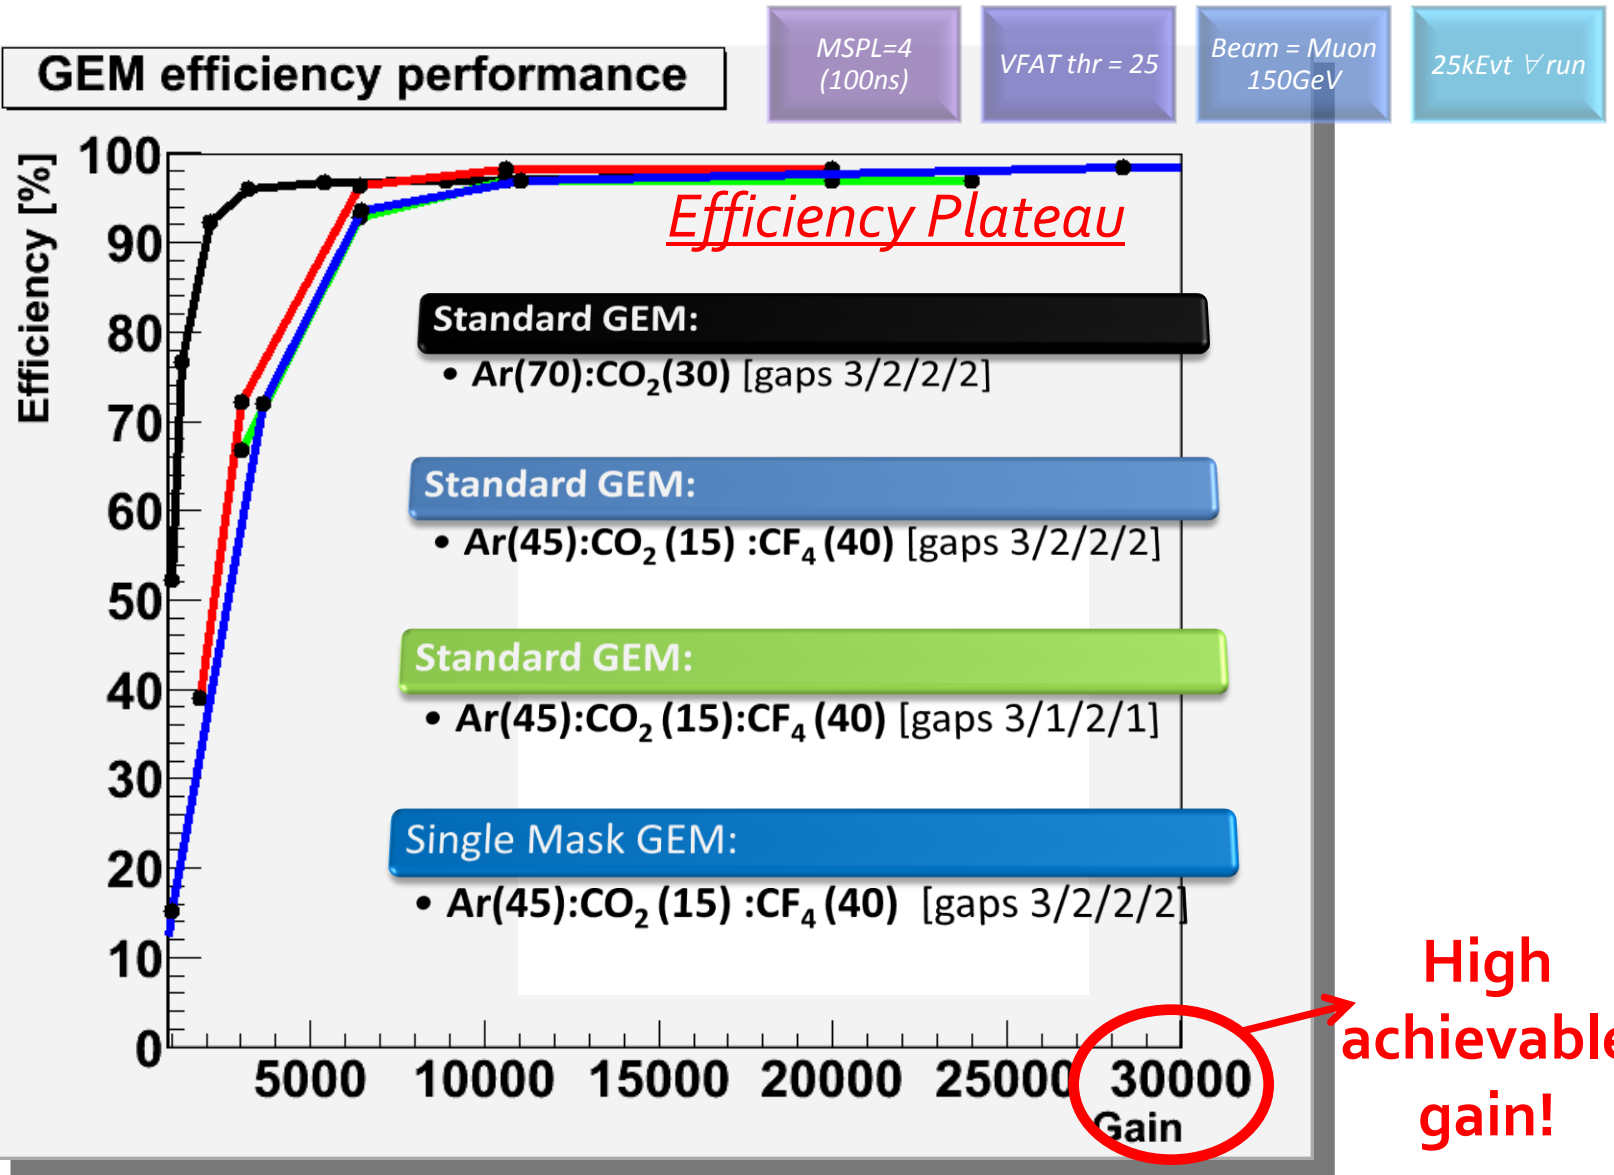 MSPL=4
(100ns)
VFAT thr = 25
Beam = Muon
150GeV
25kEvt ∀ run
GEM efficiency performance
Efficiency [%]
100
90
80
70
60
50
40
30
20
10
0
Efficiency Plateau
Standard GEM:
• Ar(70):CO₂(30) [gaps 3/2/2/2]
Standard GEM:
• Ar(45):CO₂ (15) :CF₄ (40) [gaps 3/2/2/2]
Standard GEM:
• Ar(45):CO₂ (15):CF₄ (40) [gaps 3/1/2/1]
Single Mask GEM:
• Ar(45):CO₂ (15) :CF₄ (40) [gaps 3/2/2/2]
5000 10000 15000 20000 25000 30000
Gain
High
achievable
gain!